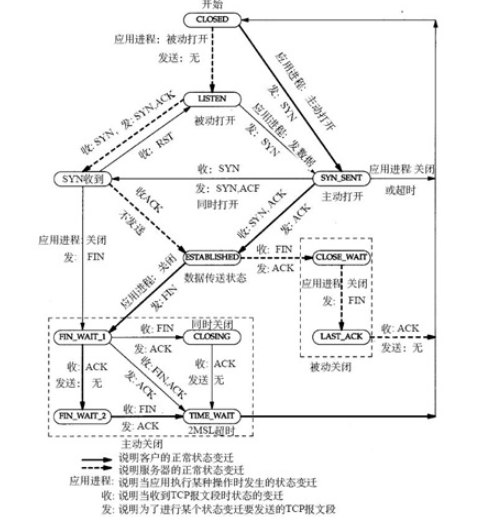 开始
CLOSED
应用进程：被动打开
发送：无
应用进程：主动打开
发：SYN
LISTEN
被动打开
收：SYN，发：SYN,ACK
收：RST
应用进程：发数据
发：SYN
SYN收到
收：SYN
发：SYN,ACF
同时打开
SYN_SENT
主动打开
应用进程:关闭
或超时
收ACK
不发送
收：SYN,ACK
发：ACK
应用进程：关闭
发：FIN
ESTABLISHED
数据传送状态
收：FIN
发：ACK
CLOSE_WAIT
应用进程：关闭
发：FIN
应用进程：关闭
发：FIN
LAST_ACK
收：ACK
发送：无
被动关闭
FIN_WAIT_1
收：FIN
发：ACK
同时关闭
CLOSING
收：ACK
发送：无
收：FIN,ACK
发：ACK
收：ACK
发送 无
FIN_WAIT_2
收：FIN
发：ACK
TIME_WAIT
2MSL超时
主动关闭
说明客户的正常状态变迁
说明服务器的正常状态变迁
应用进程：说明当应用执行某种操作时发生的状态变迁
收：说明当收到TCP报文段时状态的变迁
发：说明为了进行某个状态变迁要发送的TCP报文段